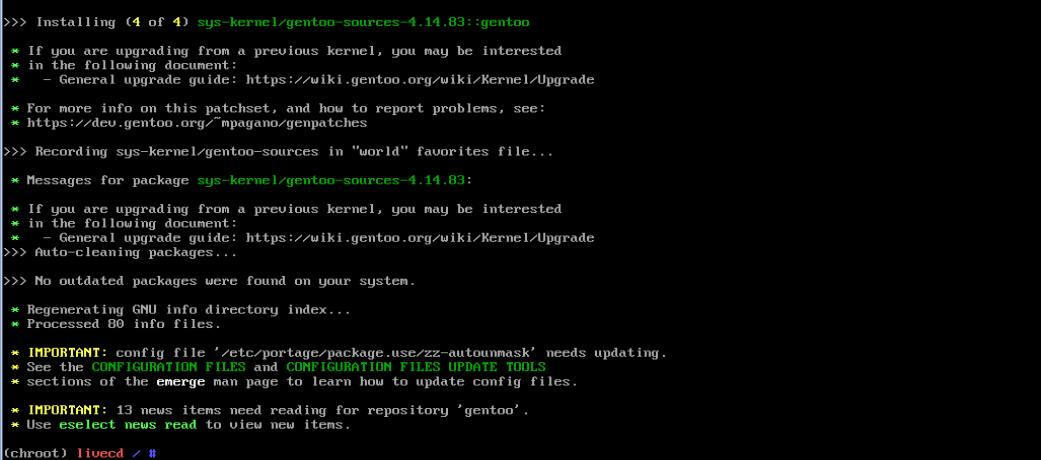 >>> Installing (4 of 4) sys-kernel/gentoo-sources-4.14.83::gentoo
* If you are upgrading from a previous kernel, you may be interested
* in the following document:
*   - General upgrade guide: https://wiki.gentoo.org/wiki/Kernel/Upgrade
* For more info on this patchset, and how to report problems, see:
* https://dev.gentoo.org/~mpagano/genpatches
>>> Recording sys-kernel/gentoo-sources in "world" favorites file...
* Messages for package sys-kernel/gentoo-sources-4.14.83:
* If you are upgrading from a previous kernel, you may be interested
* in the following document:
*   - General upgrade guide: https://wiki.gentoo.org/wiki/Kernel/Upgrade
>>> Auto-cleaning packages...
>>> No outdated packages were found on your system.
* Regenerating GNU info directory index...
* Processed 80 info files.
* IMPORTANT: config file '/etc/portage/package.use/zz-autounmask' needs updating.
* See the CONFIGURATION FILES and CONFIGURATION FILES UPDATE TOOLS
* sections of the emerge man page to learn how to update config files.
* IMPORTANT: 13 news items need reading for repository 'gentoo'.
* Use eselect news read to view new items.
(chroot) livecd / #